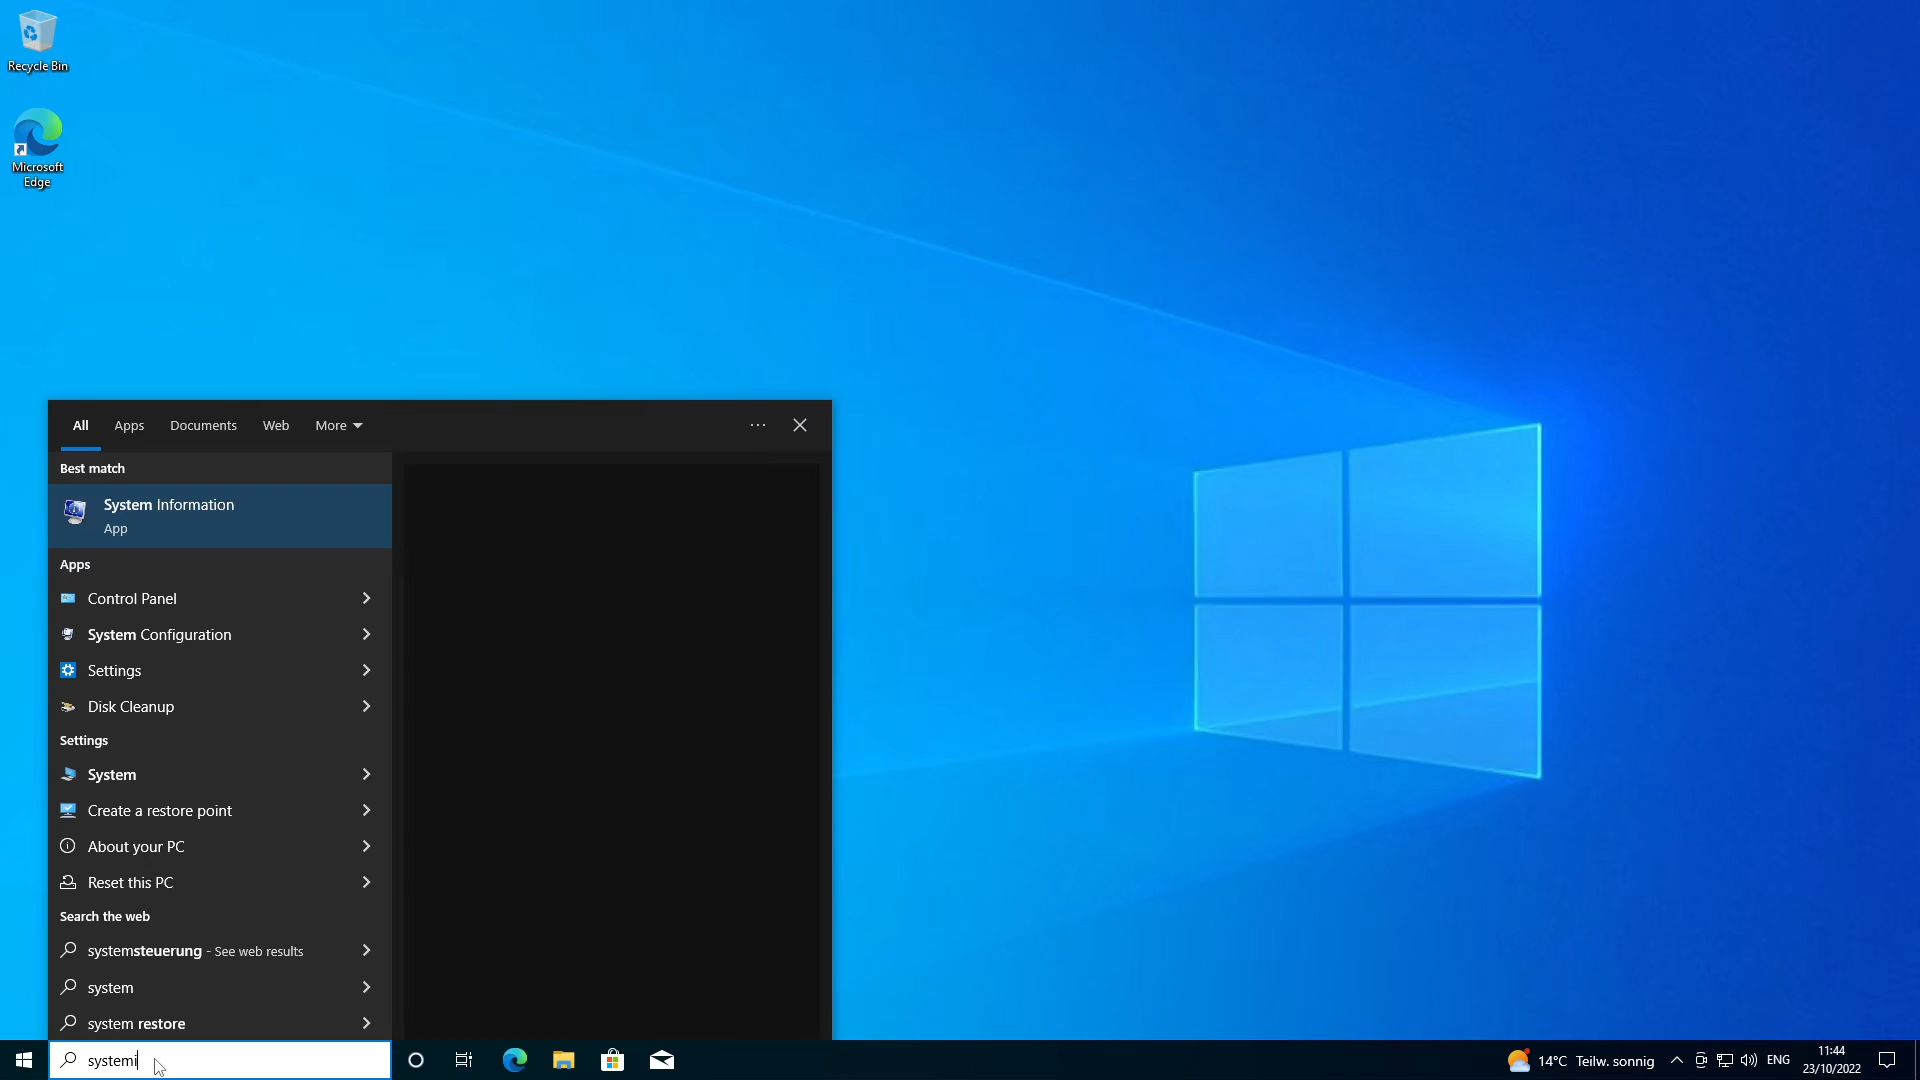 Recycle Bin
Microsoft
Edge
All Apps Documents Web More
Best match
System Information
App
Apps
Control Panel
System Configuration
Settings
Disk Cleanup
Settings
System
Create a restore point
About your PC
Reset this PC
Search the web
systemsteuerung - See web results
system
system restore
systemi
14°C Teilw. sonnig
ENG
11:44
23/10/2022